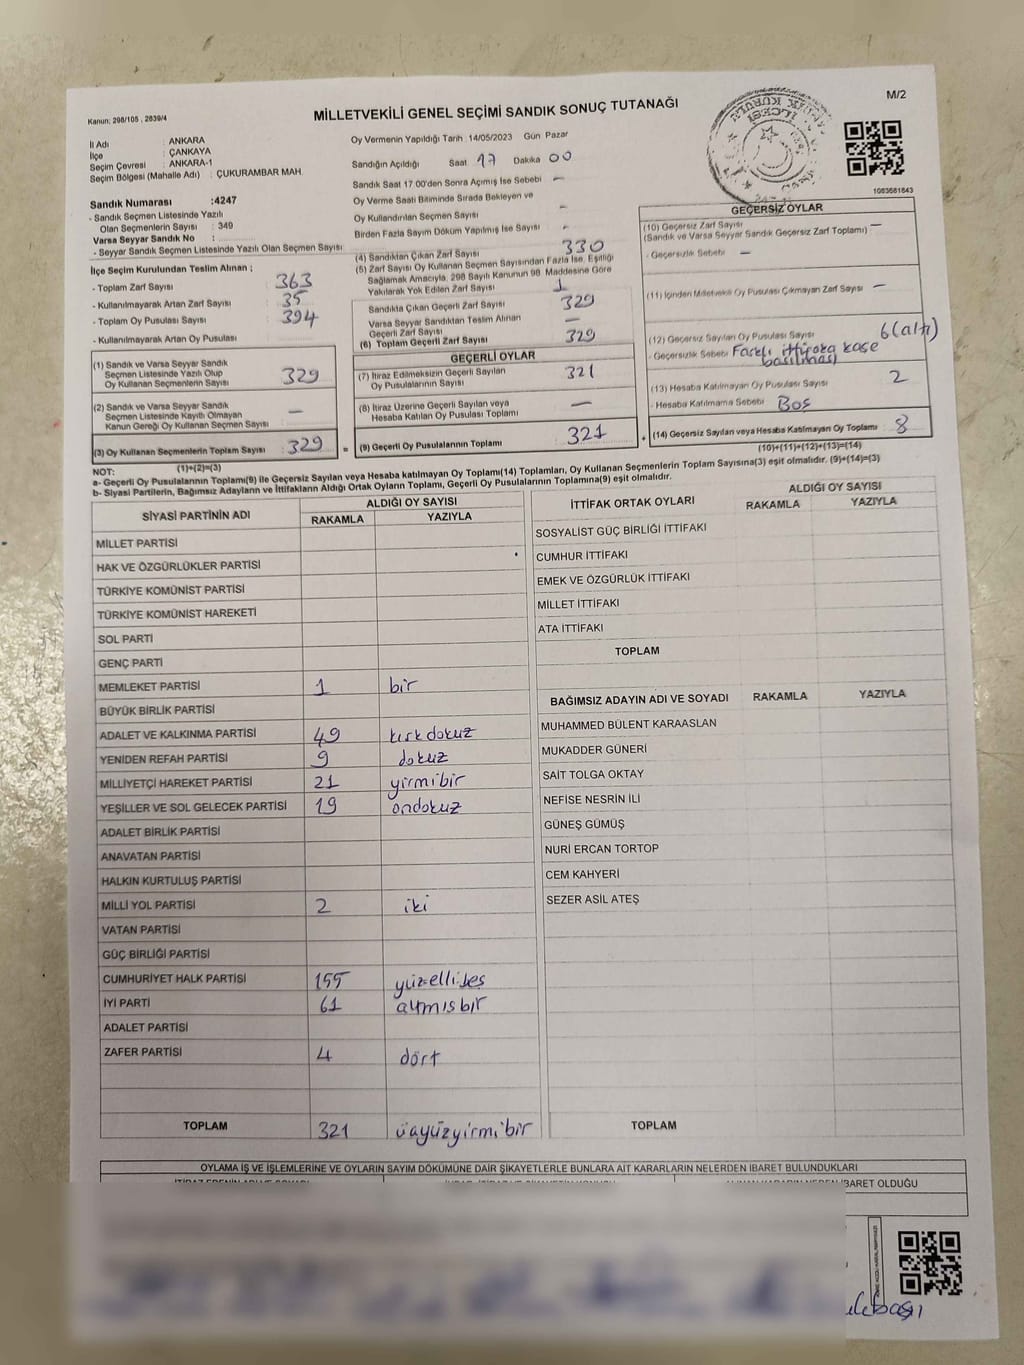 M/2
Kanun: 298/105 , 2839/4
MİLLETVEKİLİ GENEL SEÇİMİ SANDIK SONUÇ TUTANAĞI
İl Adı : ANKARA
İlçe : ÇANKAYA
Seçim Çevresi : ANKARA-1
Seçim Bölgesi (Mahalle Adı) : ÇUKURAMBAR MAH.
Oy Vermenin Yapıldığı Tarih : 14/05/2023 Gün Pazar
Sandığın Açıldığı Saat 17 Dakika 00
Sandık Saat 17.00'den Sonra Açımış İse Sebebi -
Oy Verme Saati Bitiminde Sırada Bekleyen ve
Oy Kullandırılan Seçmen Sayısı -
Birden Fazla Sayım Döküm Yapılmış İse Sayısı -
1083681843
Sandık Numarası :4247
- Sandık Seçmen Listesinde Yazılı
Olan Seçmenlerin Sayısı : 349
Varsa Seyyar Sandık No :
- Seyyar Sandık Seçmen Listesinde Yazılı Olan Seçmen Sayısı:
İlçe Seçim Kurulundan Teslim Alınan ;
- Toplam Zarf Sayısı : 363
- Kullanılmayarak Artan Zarf Sayısı : 35
- Toplam Oy Pusulası Sayısı : 394
- Kullanılmayarak Artan Oy Pusulası
(4) Sandıktan Çıkan Zarf Sayısı 330
(5) Zarf Sayısı Oy Kullanan Seçmen Sayısından Fazla İse, Eşitliği
Sağlamak Amacıyla, 298 Sayılı Kanunun 98. Maddesine Göre
Yakılarak Yok Edilen Zarf Sayısı 1
Sandıkta Çıkan Geçerli Zarf Sayısı 329
Varsa Seyyar Sandıktan Teslim Alınan
Geçerli Zarf Sayısı -
(6) Toplam Geçerli Zarf Sayısı 329
GEÇERSİZ OYLAR
(10) Geçersiz Zarf Sayısı -
(Sandık ve Varsa Seyyar Sandık Geçersiz Zarf Toplamı)
- Geçersizlik Sebebi -
(11) İçinden Milletvekili Oy Pusulası Çıkmayan Zarf Sayısı -
(12) Geçersiz Sayılan Oy Pusulası Sayısı 6 (altı)
- Geçersizlik Sebebi Farklı ittifaka kaşe
basılması
(13) Hesaba Katılmayan Oy Pusulası Sayısı 2
- Hesaba Katılmama Sebebi Boş
(14) Geçersiz Sayılan veya Hesaba Katılmayan Oy Toplamı : 8
(10)+(11)+(12)+(13)=(14)
(1) Sandık ve Varsa Seyyar Sandık
Seçmen Listesinde Yazılı Olup
Oy Kullanan Seçmenlerin Sayısı : 329
(2) Sandık ve Varsa Seyyar Sandık
Seçmen Listesinde Kayıtlı Olmayan
Kanun Gereği Oy Kullanan Seçmen Sayısı : -
(3) Oy Kullanan Seçmenlerin Toplam Sayısı : 329
(1)+(2)=(3)
GEÇERLİ OYLAR
(7) İtiraz Edilmeksizin Geçerli Sayılan
Oy Pusulalarının Sayısı 321
(8) İtiraz Üzerine Geçerli Sayılan veya
Hesaba Katılan Oy Pusulası Toplamı -
(9) Geçerli Oy Pusulalarının Toplamı 321
NOT:
a- Geçerli Oy Pusulalarının Toplamı(9) ile Geçersiz Sayılan veya Hesaba katılmayan Oy Toplamı(14) Toplamları, Oy Kullanan Seçmenlerin Toplam Sayısına(3) eşit olmalıdır. (9)+(14)=(3)
b- Siyasi Partilerin, Bağımsız Adayların ve İttifakların Aldığı Ortak Oyların Toplamı, Geçerli Oy Pusulalarının Toplamına(9) eşit olmalıdır.
SİYASİ PARTİNİN ADI ALDIĞI OY SAYISI
RAKAMLA YAZIYLA
MİLLET PARTİSİ
HAK VE ÖZGÜRLÜKLER PARTİSİ
TÜRKİYE KOMÜNİST PARTİSİ
TÜRKİYE KOMÜNİST HAREKETİ
SOL PARTİ
GENÇ PARTİ
MEMLEKET PARTİSİ 1 bir
BÜYÜK BİRLİK PARTİSİ
ADALET VE KALKINMA PARTİSİ 49 kırkdokuz
YENİDEN REFAH PARTİSİ 9 dokuz
MİLLİYETÇİ HAREKET PARTİSİ 21 yirmibir
YEŞİLLER VE SOL GELECEK PARTİSİ 19 ondokuz
ADALET BİRLİK PARTİSİ
ANAVATAN PARTİSİ
HALKIN KURTULUŞ PARTİSİ
MİLLİ YOL PARTİSİ 2 iki
VATAN PARTİSİ
GÜÇ BİRLİĞİ PARTİSİ
CUMHURİYET HALK PARTİSİ 155 yüzellibeş
İYİ PARTİ 61 altmışbir
ADALET PARTİSİ
ZAFER PARTİSİ 4 dört
TOPLAM 321 üçyüzyirmibir
İTTİFAK ORTAK OYLARI ALDIĞI OY SAYISI
RAKAMLA YAZIYLA
SOSYALİST GÜÇ BİRLİĞİ İTTİFAKI
CUMHUR İTTİFAKI
EMEK VE ÖZGÜRLÜK İTTİFAKI
MİLLET İTTİFAKI
ATA İTTİFAKI
TOPLAM
BAĞIMSIZ ADAYIN ADI VE SOYADI RAKAMLA YAZIYLA
MUHAMMED BÜLENT KARAASLAN
MUKADDER GÜNERİ
SAİT TOLGA OKTAY
NEFİSE NESRİN İLİ
GÜNEŞ GÜMÜŞ
NURİ ERCAN TORTOP
CEM KAHYERİ
SEZER ASİL ATEŞ
TOPLAM
OYLAMA İŞ VE İŞLEMLERİNE VE OYLARIN SAYIM DÖKÜMÜNE DAİR ŞİKAYETLERLE BUNLARA AİT KARARLARIN NELERDEN İBARET BULUNDUKLARI
İBARET OLDUĞU